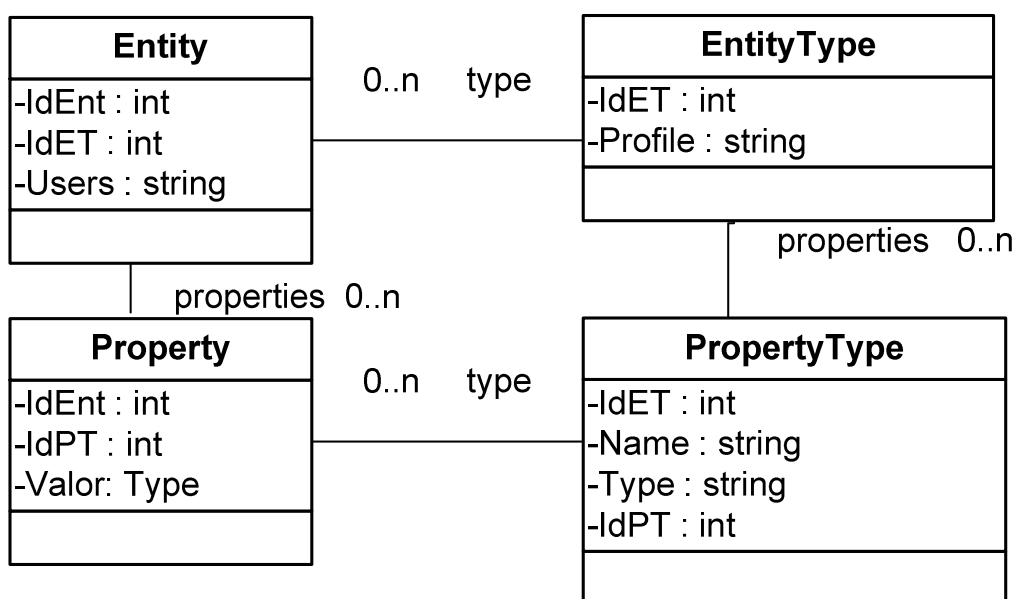 Entity
-IdEnt : int
-IdET : int
-Users : string
0..n type
EntityType
-IdET : int
-Profile : string
properties 0..n
properties 0..n
Property
-IdEnt : int
-IdPT : int
-Valor: Type
0..n type
PropertyType
-IdET : int
-Name : string
-Type : string
-IdPT : int